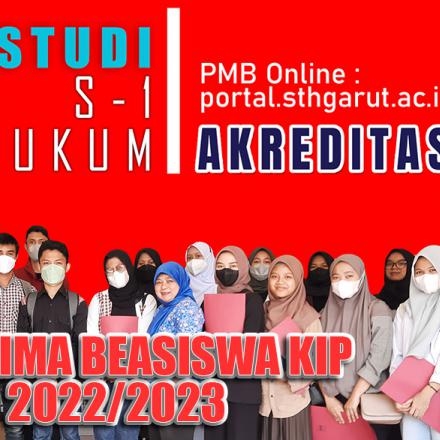 STUDI
S-1
UKUM
PMB Online :
portal.sthgarut.ac.i
AKREDITAS
IMA BEASISWA KIP
2022/2023